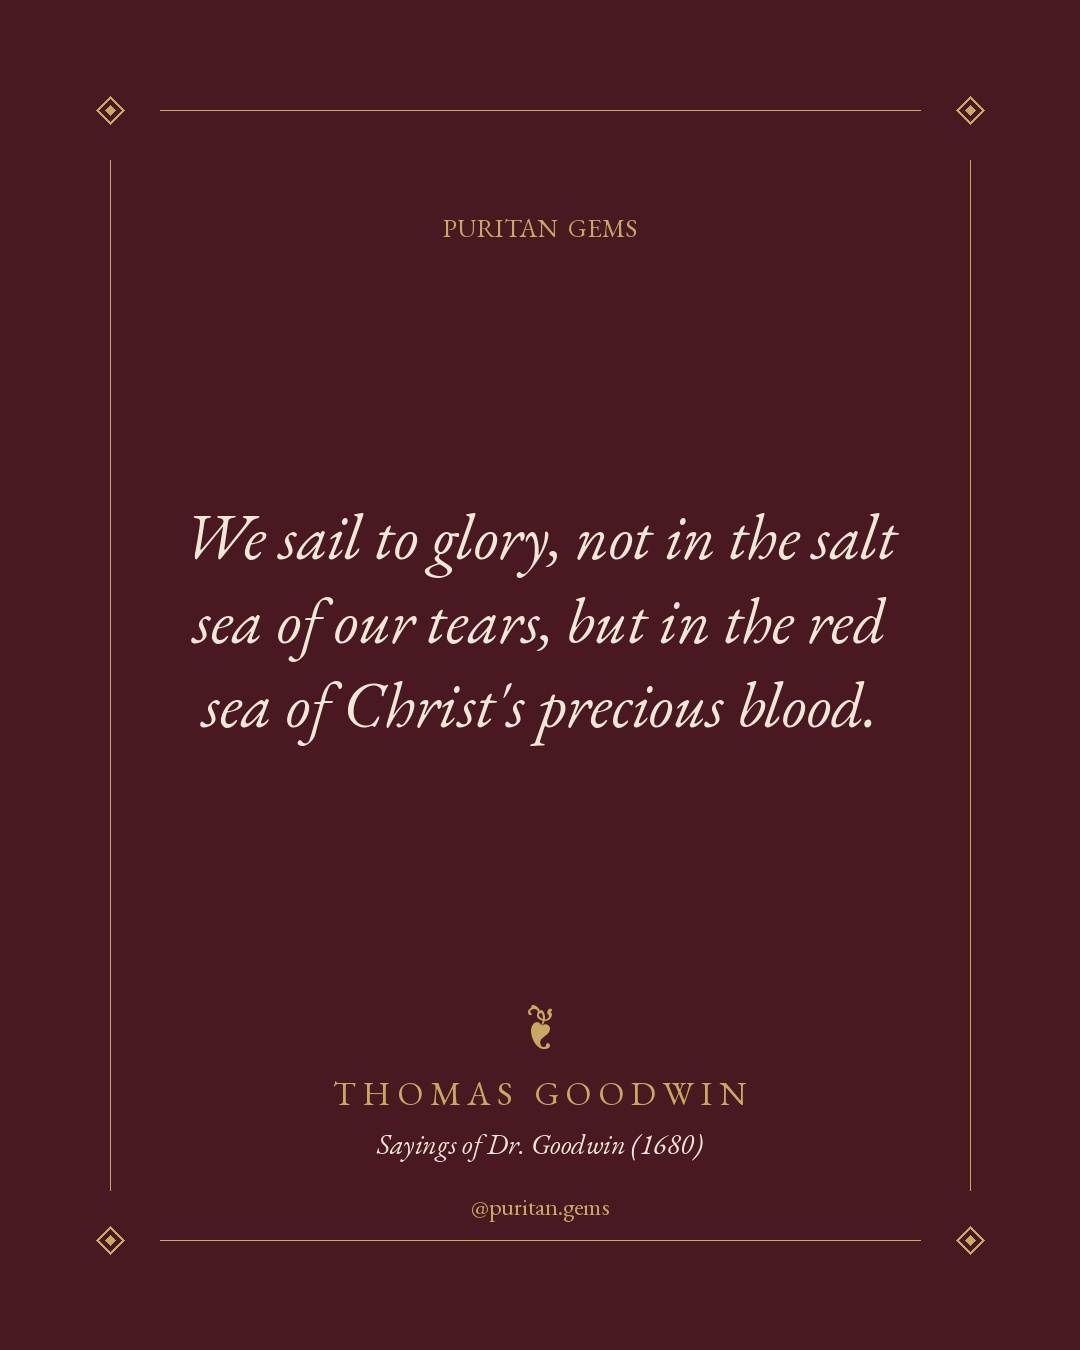 PURITAN GEMS
We sail to glory, not in the salt
sea of our tears, but in the red
sea of Christ's precious blood.
THOMAS GOODWIN
Sayings of Dr. Goodwin (1680)
@puritan.gems